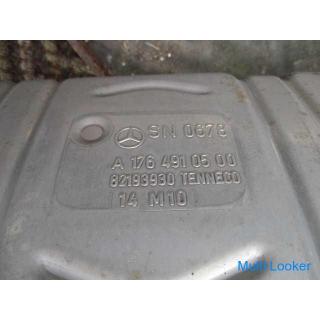 SN 0878
A 176 491 05 00
82193930 TENNECO
14 M10
Multi Looker